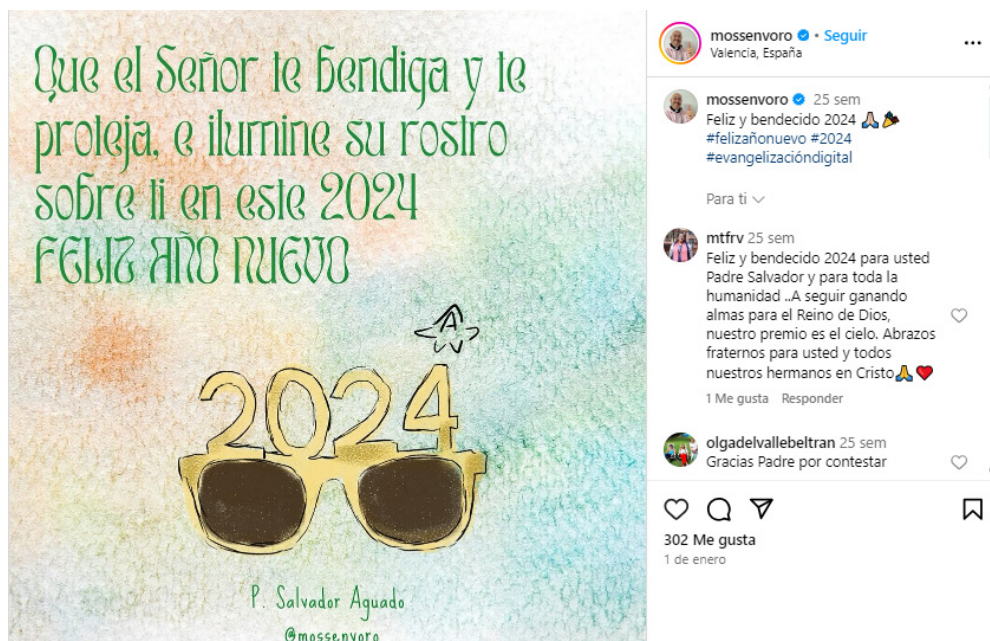 Que el Señor te bendiga y te
proteja, e ilumine su rostro
sobre ti en este 2024
FELIZ AÑO NUEVO
A
2024
P. Salvador Aguado
@mossenvoro
mossenvoro • Seguir
Valencia, España
mossenvoro 25 sem
Feliz y bendecido 2024 🙏🏻🎉
#felizañonuevo #2024
#evangelizacióndigital
Para ti
mtfrv 25 sem
Feliz y bendecido 2024 para usted
Padre Salvador y para toda la
humanidad ..A seguir ganando
almas para el Reino de Dios,
nuestro premio es el cielo. Abrazos
fraternos para usted y todos
nuestros hermanos en Cristo🙏❤️
1 Me gusta Responder
olgadelvallebeltran 25 sem
Gracias Padre por contestar
302 Me gusta
1 de enero